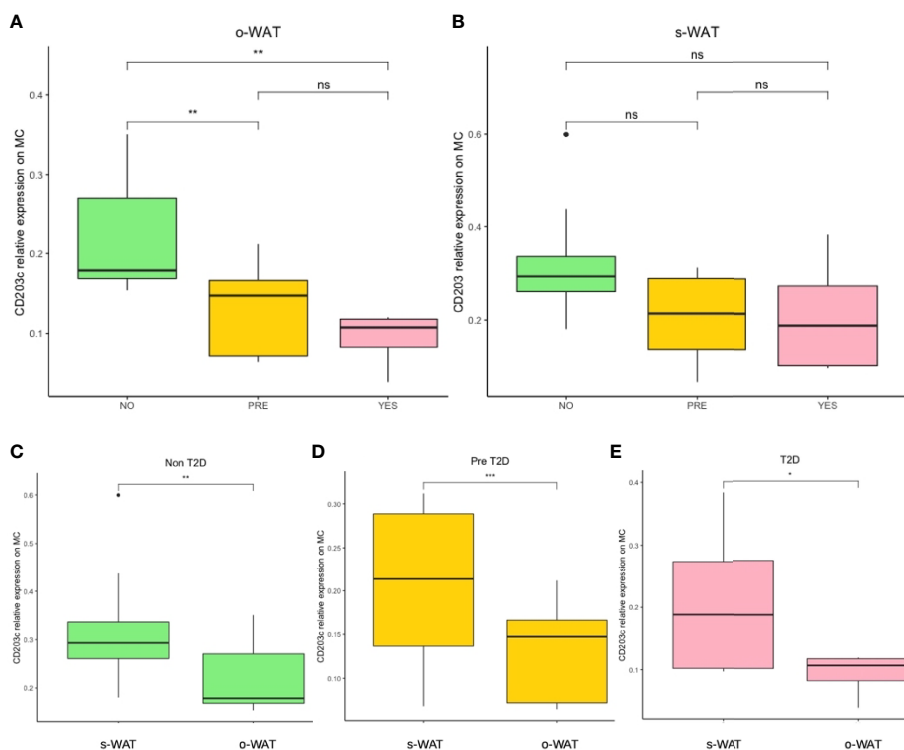 A
o-WAT
**
ns
**
0.4
0.3
0.2
0.1
CD203c relative expression on MC
NO
PRE
YES
B
s-WAT
ns
ns
ns
0.6
0.4
0.2
CD203 relative expression on MC
NO
PRE
YES
C
Non T2D
**
0.6
0.5
0.4
0.3
0.2
CD203c relative expression on MC
s-WAT
o-WAT
D
Pre T2D
***
0.30
0.25
0.20
0.15
0.10
CD203c relative expression on MC
s-WAT
o-WAT
E
T2D
*
0.4
0.3
0.2
0.1
CD203c relative expression on MC
s-WAT
o-WAT